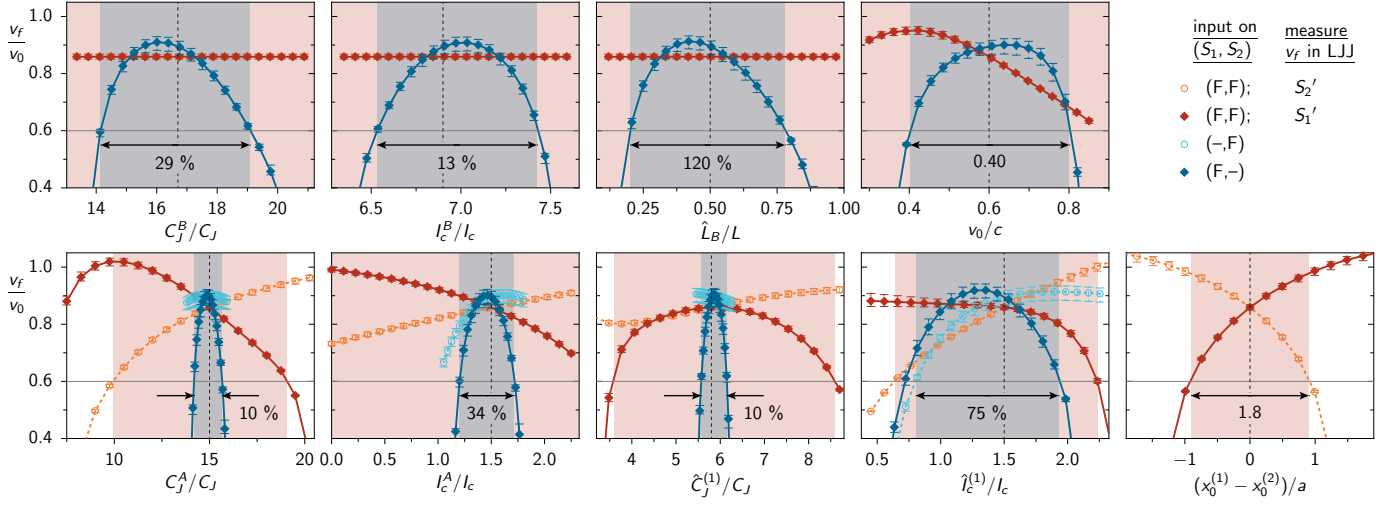 v_f/v_0
1.0
0.8
0.6
0.4
29 %
14 16 18 20
C_J^B/C_J
13 %
6.5 7.0 7.5
I_c^B/I_c
120 %
0.25 0.50 0.75 1.00
L̂_B/L
0.40
0.4 0.6 0.8
v_0/c
input on measure
(S_1, S_2) v_f in LJJ
(F,F); S_2′
(F,F); S_1′
(–,F)
(F,–)
v_f/v_0
1.0
0.8
0.6
0.4
10 %
10 15 20
C_J^A/C_J
34 %
0.0 0.5 1.0 1.5 2.0
I_c^A/I_c
10 %
4 5 6 7 8
Ĉ_J^(1)/C_J
75 %
0.5 1.0 1.5 2.0
Î_c^(1)/I_c
1.8
−1 0 1
(x_0^(1) − x_0^(2))/a